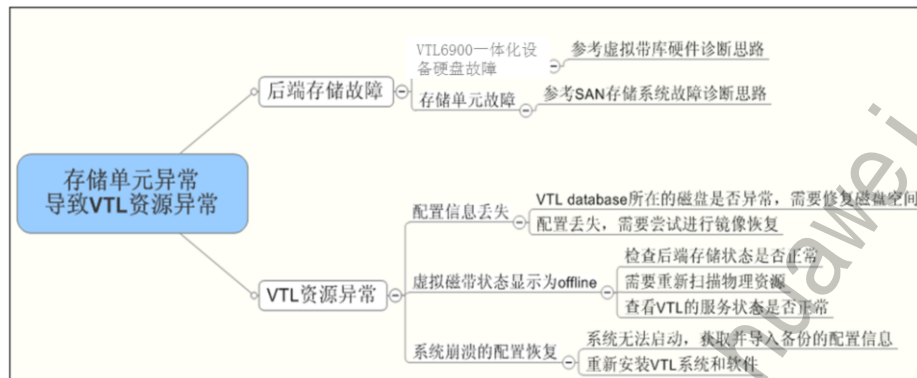 VTL6900一体化设
备硬盘故障
参考虚拟带库硬件诊断思路
后端存储故障
存储单元故障
参考SAN存储系统故障诊断思路
存储单元异常
导致VTL资源异常
配置信息丢失
VTL database所在的磁盘是否异常，需要修复磁盘空间
配置丢失，需要尝试进行镜像恢复
VTL资源异常
虚拟磁带状态显示为offline
检查后端存储状态是否正常
需要重新扫描物理资源
查看VTL的服务状态是否正常
系统崩溃的配置恢复
系统无法启动，获取并导入备份的配置信息
重新安装VTL系统和软件
huawei